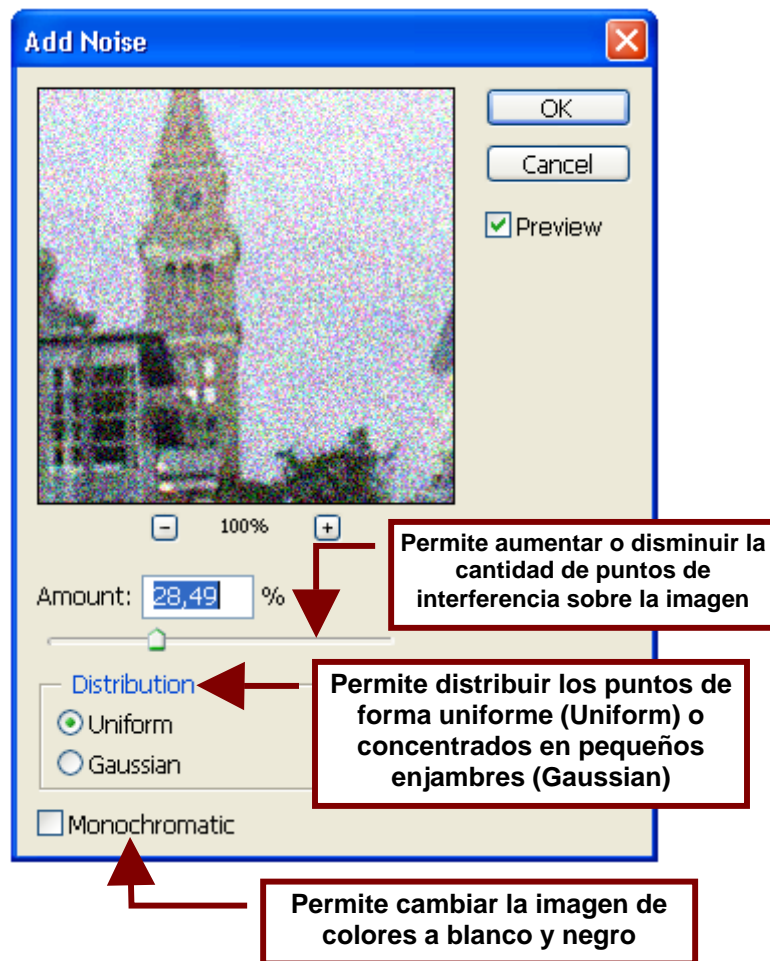 Add Noise
OK
Cancel
Preview
100%
Permite aumentar o disminuir la
cantidad de puntos de
interferencia sobre la imagen
Amount: 28,49 %
Distribution
Permite distribuir los puntos de
forma uniforme (Uniform) o
concentrados en pequeños
enjambres (Gaussian)
Uniform
Gaussian
Monochromatic
Permite cambiar la imagen de
colores a blanco y negro